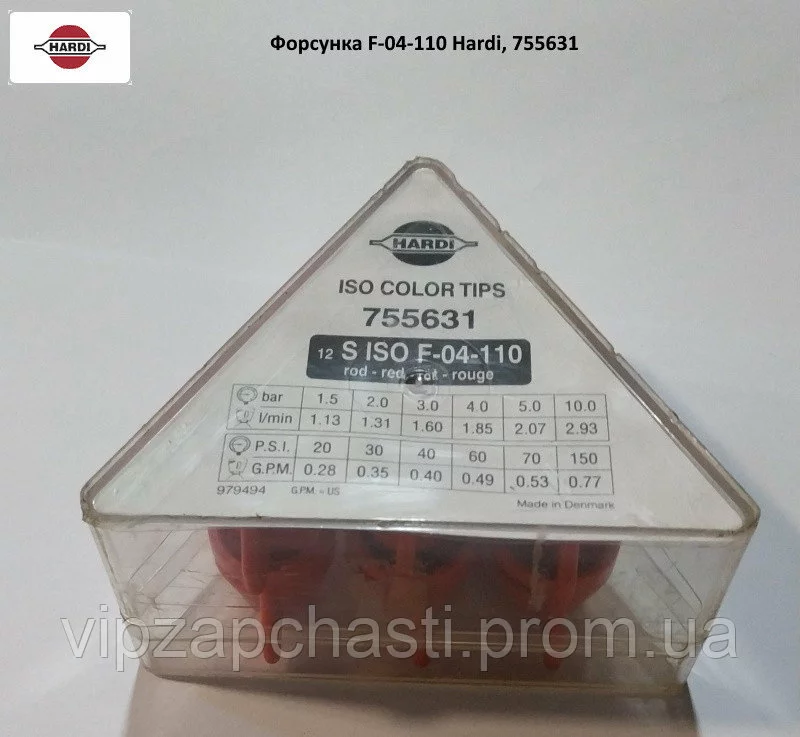 HARDI
Форсунка F-04-110 Hardi, 755631
HARDI
ISO COLOR TIPS
755631
12 S ISO F-04-110
rød - red - rot - rouge
bar 1.5 2.0 3.0 4.0 5.0 10.0
l/min 1.13 1.31 1.60 1.85 2.07 2.93
P.S.I. 20 30 40 60 70 150
G.P.M. 0.28 0.35 0.40 0.49 0.53 0.77
979494 G.P.M. = US
Made in Denmark
vipzapchasti.prom.ua